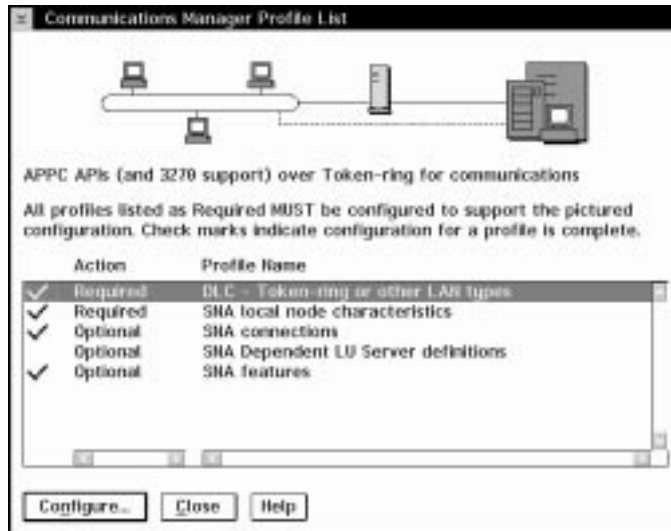 Communications Manager Profile List
APPC APIs (and 3270 support) over Token-ring for communications
All profiles listed as Required MUST be configured to support the pictured
configuration. Check marks indicate configuration for a profile is complete.
Action Profile Name
Required DLC - Token-ring or other LAN types
Required SNA local node characteristics
Optional SNA connections
Optional SNA Dependent LU Server definitions
Optional SNA features
Configure... Close Help